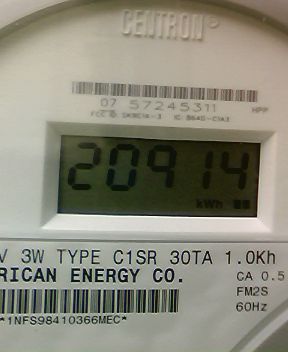 CENTRON®
07 57245311 HPP
20914
kWh
V 3W TYPE C1SR 30TA 1.0Kh
RICAN ENERGY CO. CA 0.5
FM2S
60Hz
*1NFS98410366MEC*